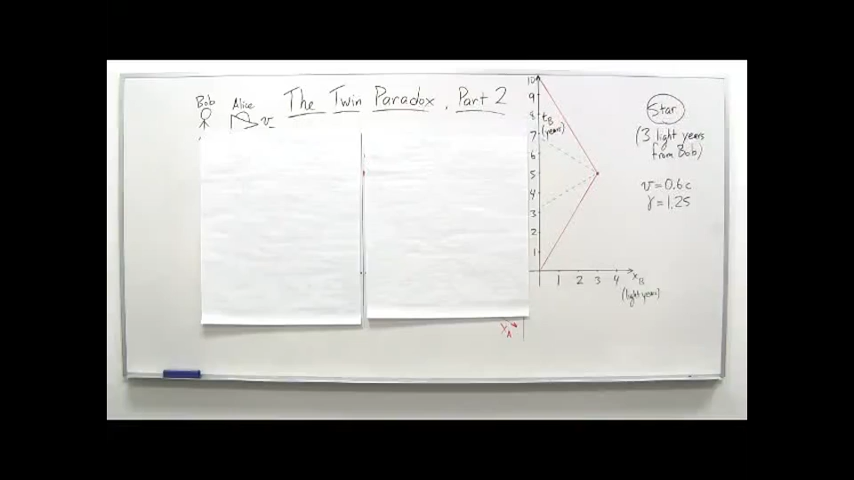 Bob Alice v
The Twin Paradox, Part 2
10
9
8
7
6
5
4
3
2
1
t_B
(years)
1 2 3 4 x_B
(light years)
Star
(3 light years
from Bob)
v=0.6c
γ=1.25
x_A